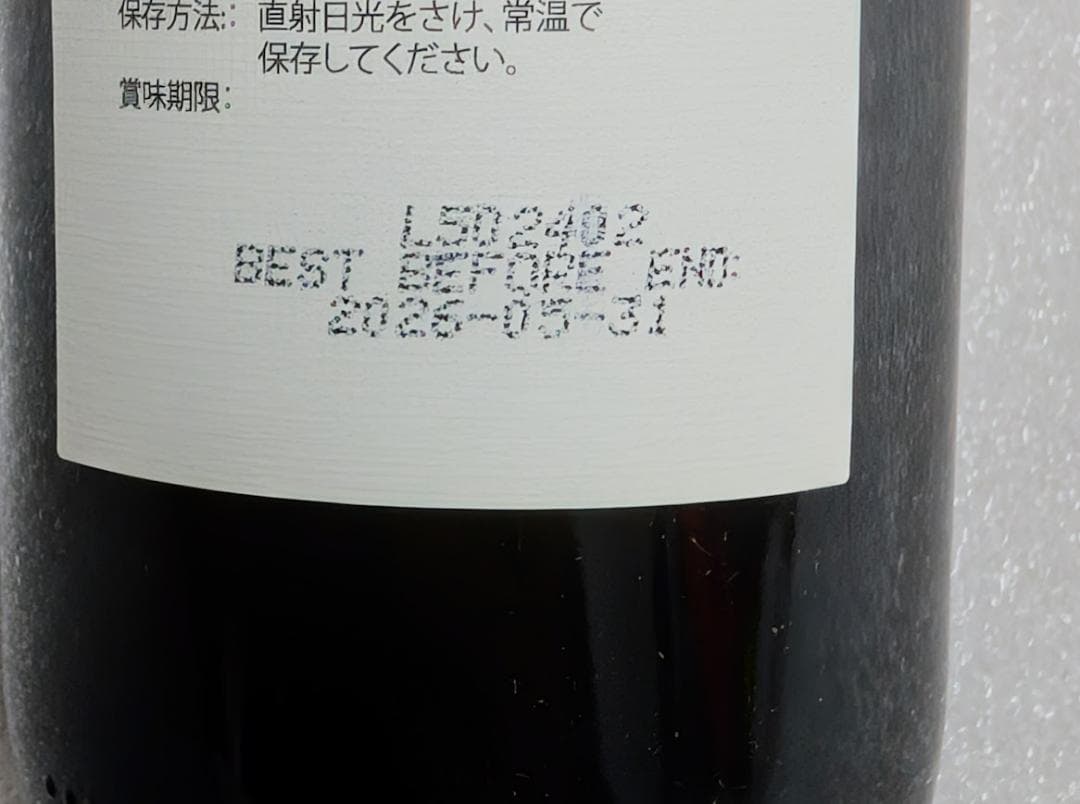 保存方法: 直射日光をさけ、常温で
保存してください。
賞味期限:
BEST BEFORE END:
2026-05-31